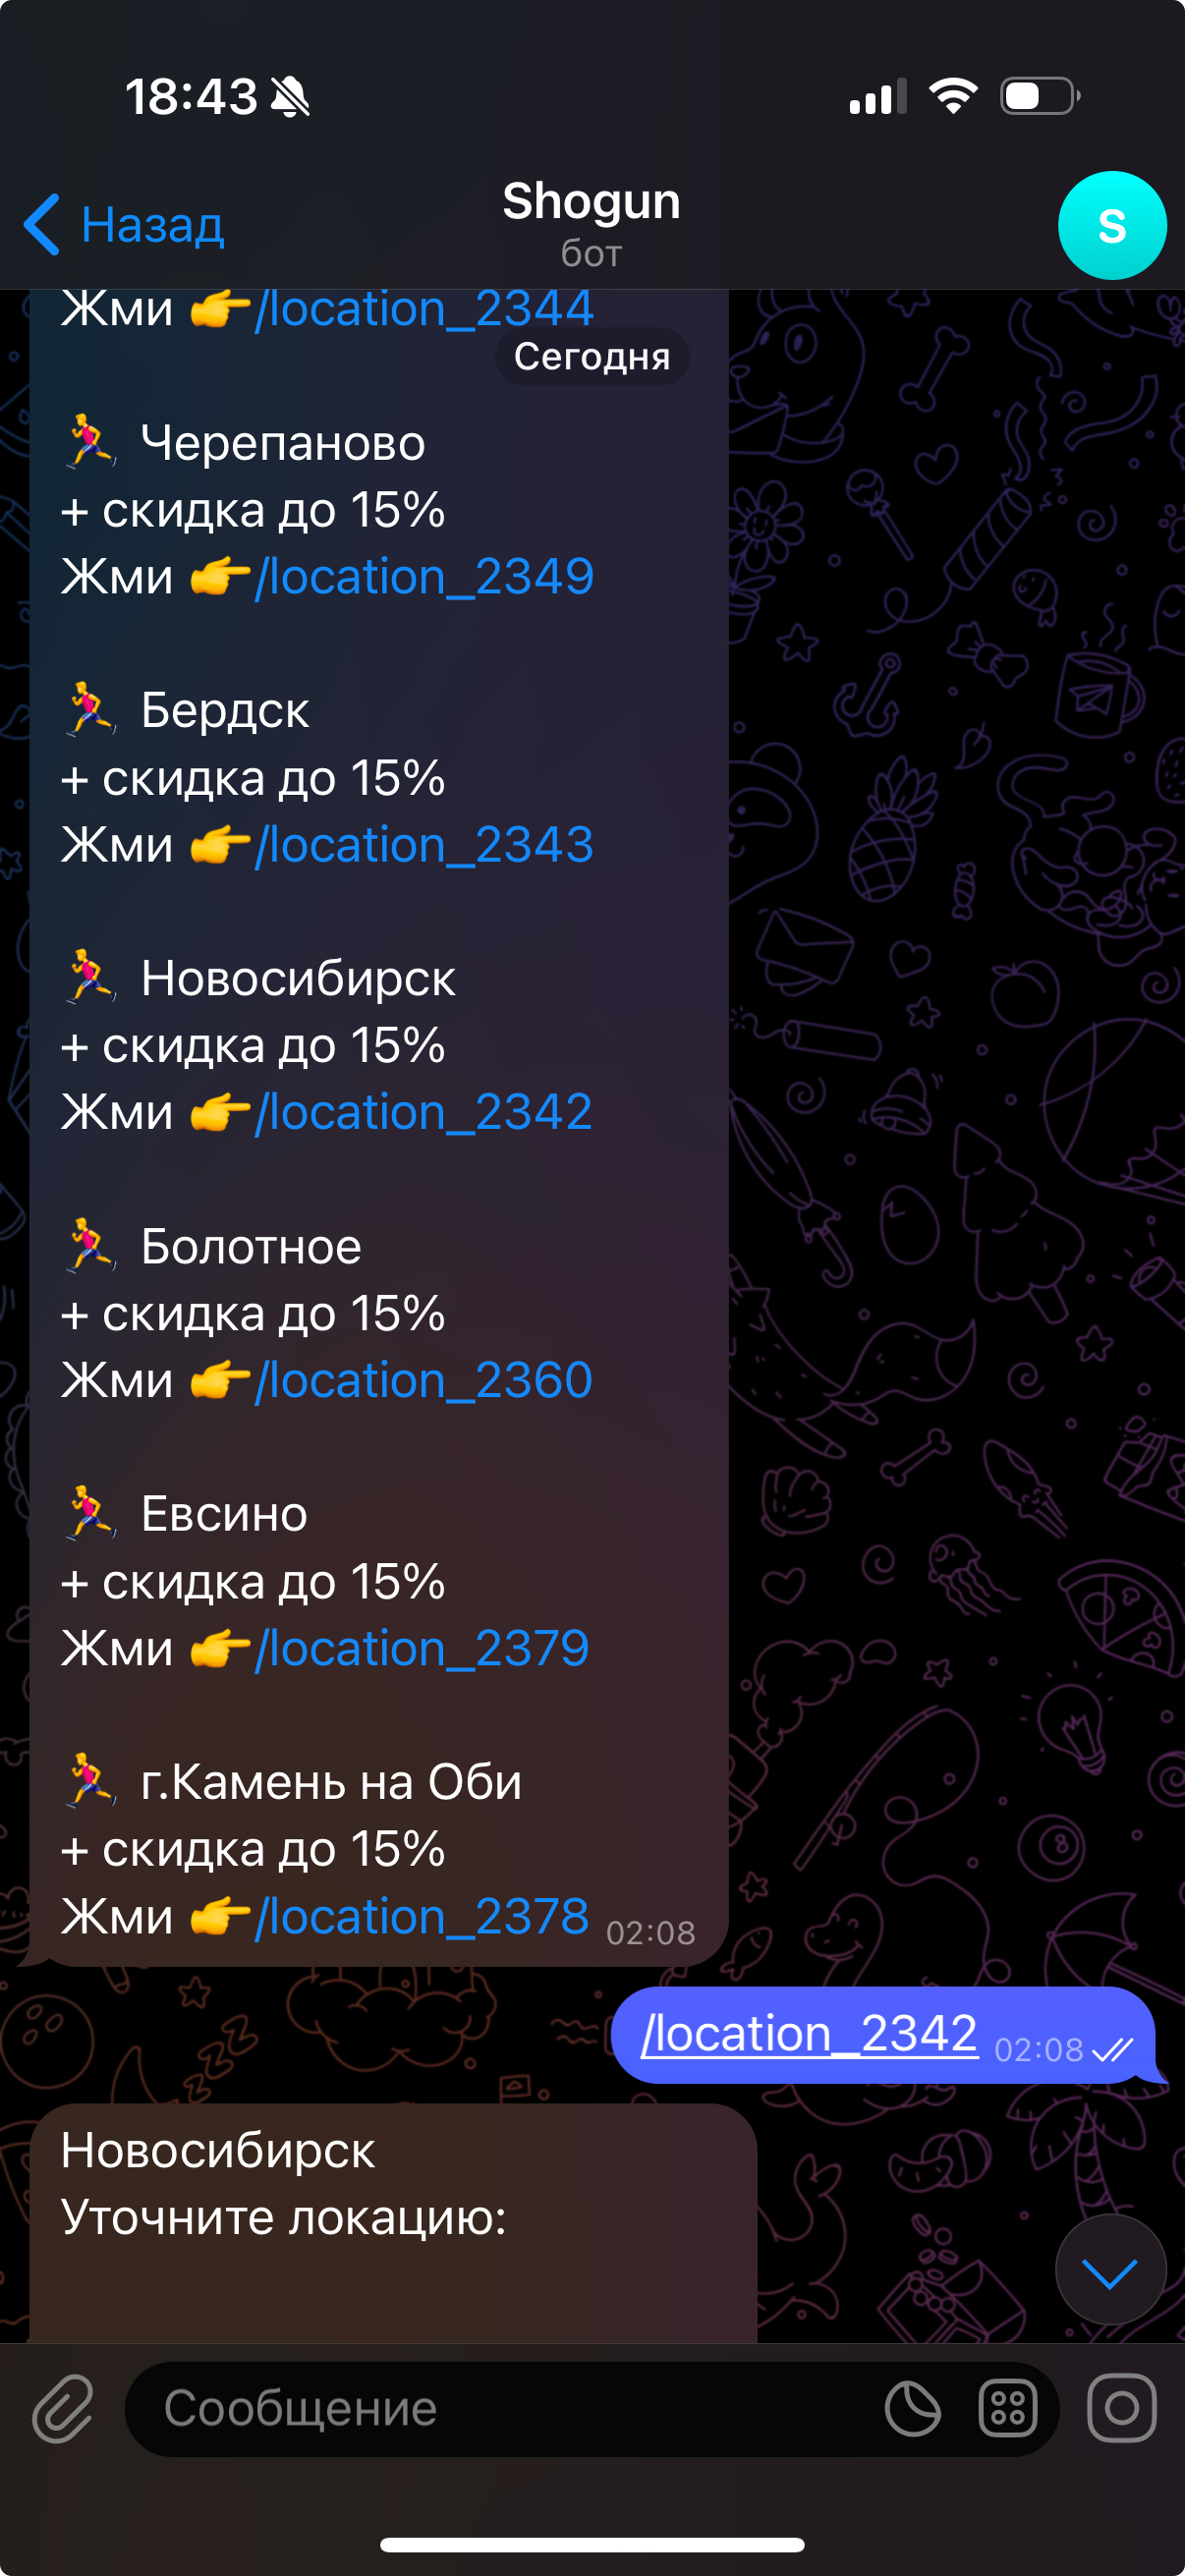 18:43
Назад
Shogun
бот
S
Жми 👉/location_2344
Сегодня
🏃 Черепаново
+ скидка до 15%
Жми 👉/location_2349
🏃 Бердск
+ скидка до 15%
Жми 👉/location_2343
🏃 Новосибирск
+ скидка до 15%
Жми 👉/location_2342
🏃 Болотное
+ скидка до 15%
Жми 👉/location_2360
🏃 Евсино
+ скидка до 15%
Жми 👉/location_2379
🏃 г.Камень на Оби
+ скидка до 15%
Жми 👉/location_2378 02:08
/location_2342 02:08
Новосибирск
Уточните локацию:
Сообщение